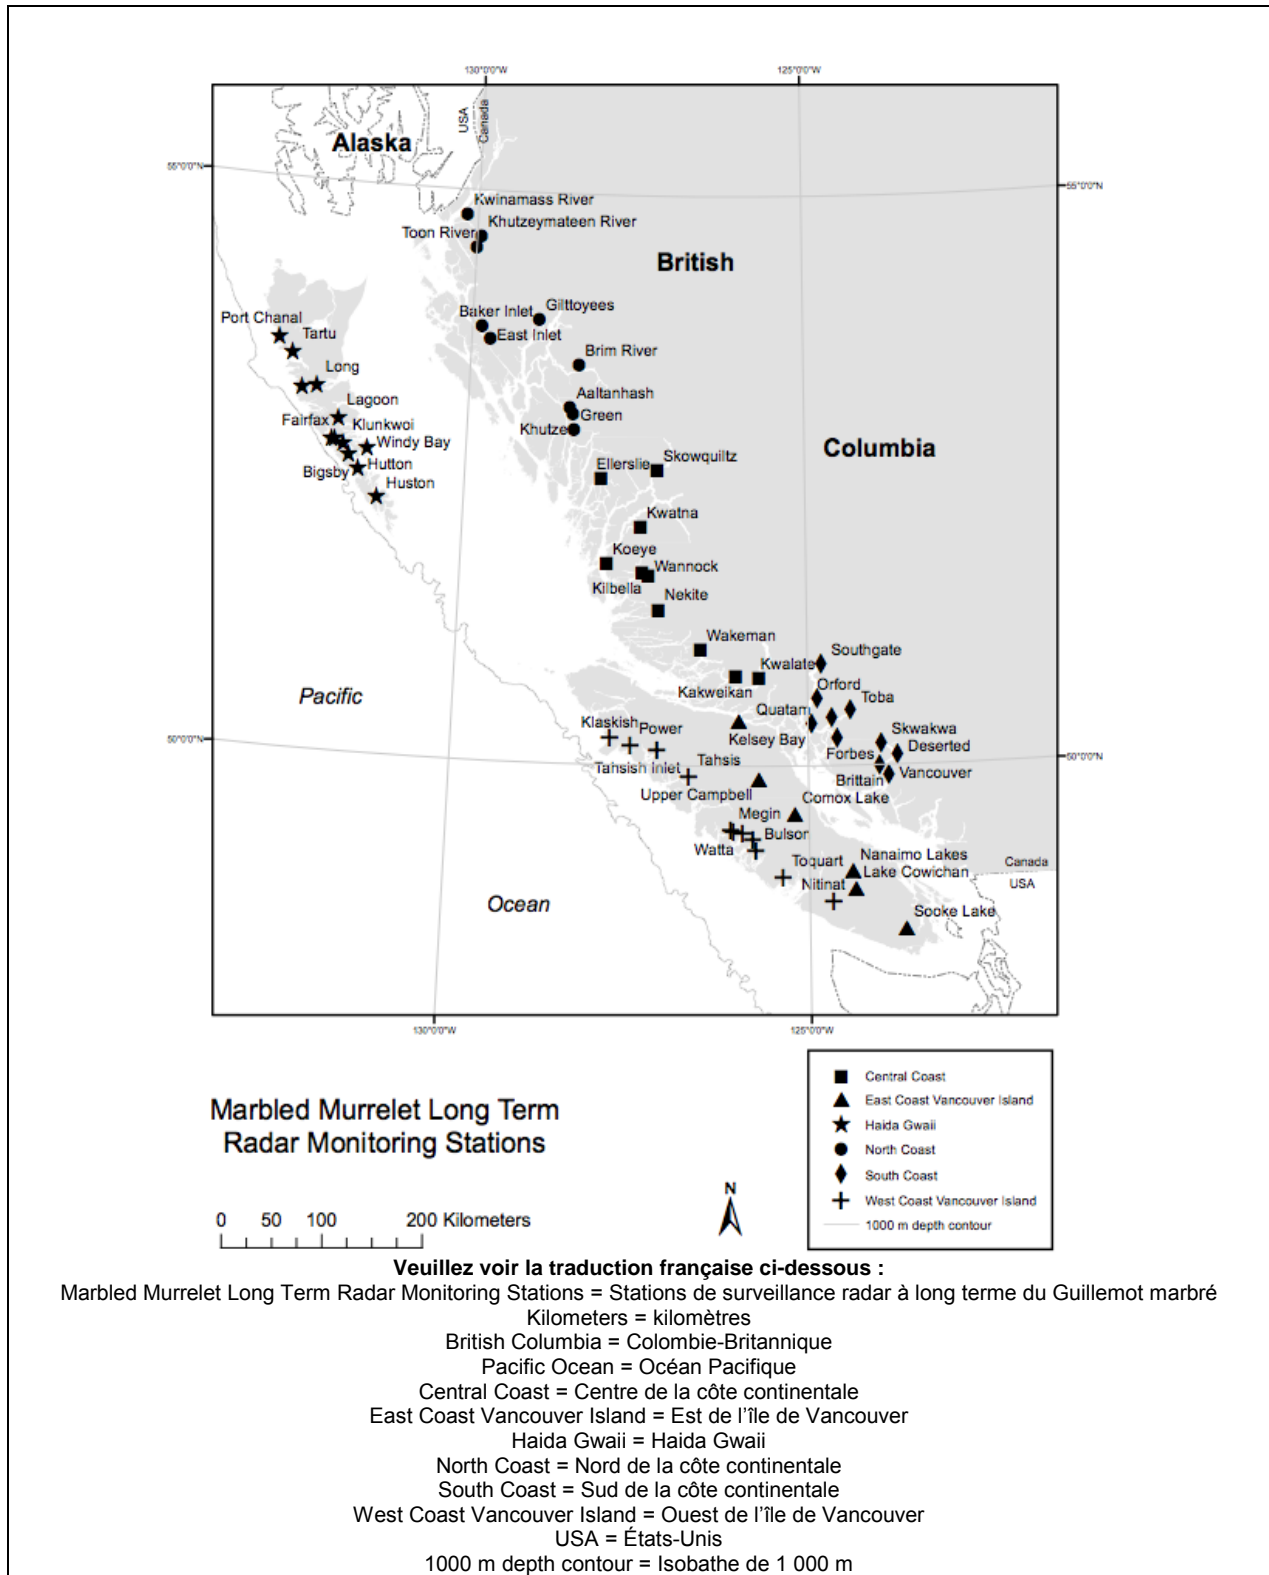 130°0'0"W
125°0'0"W
USA
Canada
Alaska
55°0'0"N
55°0'0"N
Kwinamass River
Khutzeymateen River
Toon River
British
Gilttoyees
Baker Inlet
East Inlet
Port Chanal
Tartu
Brim River
Long
Aaltanhash
Lagoon
Green
Fairfax
Klunkwoi
Khutze
Windy Bay
Columbia
Skowquiltz
Ellerslie
Hutton
Bigsby
Huston
Kwatna
Koeye
Wannock
Kilbella
Nekite
Wakeman
Southgate
Kwalate
Orford
Kakweikan
Pacific
Toba
Quatam
Klaskish
Power
Skwakwa
Kelsey Bay
50°0'0"N
Deserted
50°0'0"N
Forbes
Tahsis
Tahsish Inlet
Vancouver
Brittain
Upper Campbell
Comox Lake
Megin
Bulson
Watta
Nanaimo Lakes
Toquart
Canada
Lake Cowichan
Nitinat
USA
Ocean
Sooke Lake
130°0'0"W
125°0'0"W
Central Coast
East Coast Vancouver Island
Haida Gwaii
North Coast
South Coast
West Coast Vancouver Island
1000 m depth contour
Marbled Murrelet Long Term
Radar Monitoring Stations
N
0 50 100 200 Kilometers
Veuillez voir la traduction française ci-dessous :
Marbled Murrelet Long Term Radar Monitoring Stations = Stations de surveillance radar à long terme du Guillemot marbré
Kilometers = kilomètres
British Columbia = Colombie-Britannique
Pacific Ocean = Océan Pacifique
Central Coast = Centre de la côte continentale
East Coast Vancouver Island = Est de l'île de Vancouver
Haida Gwaii = Haida Gwaii
North Coast = Nord de la côte continentale
South Coast = Sud de la côte continentale
West Coast Vancouver Island = Ouest de l'île de Vancouver
USA = États-Unis
1000 m depth contour = Isobathe de 1 000 m